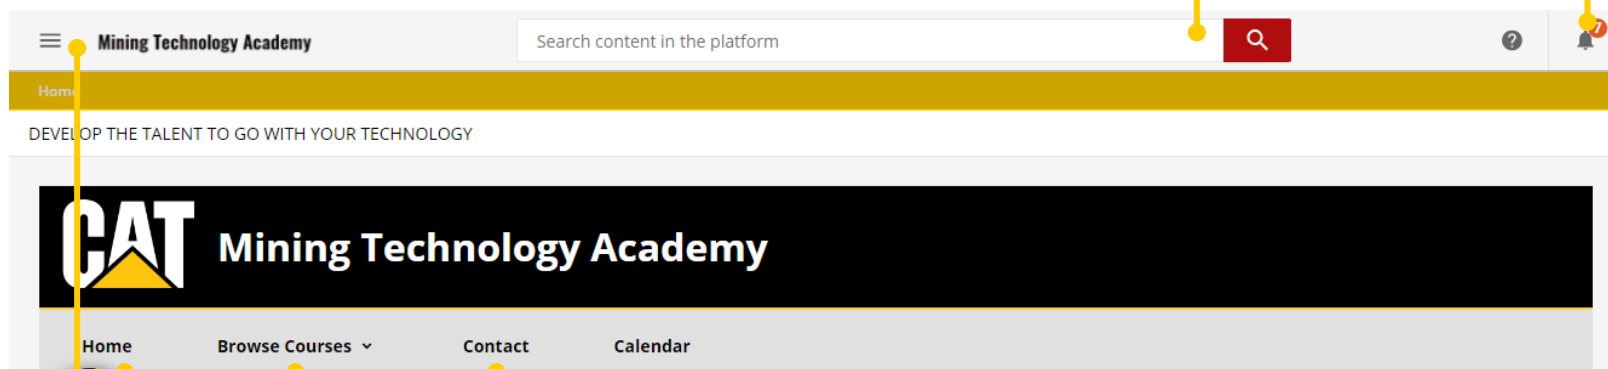 Mining Technology Academy Search content in the platform 7
Home
DEVELOP THE TALENT TO GO WITH YOUR TECHNOLOGY
CAT Mining Technology Academy
Home Browse Courses Contact Calendar